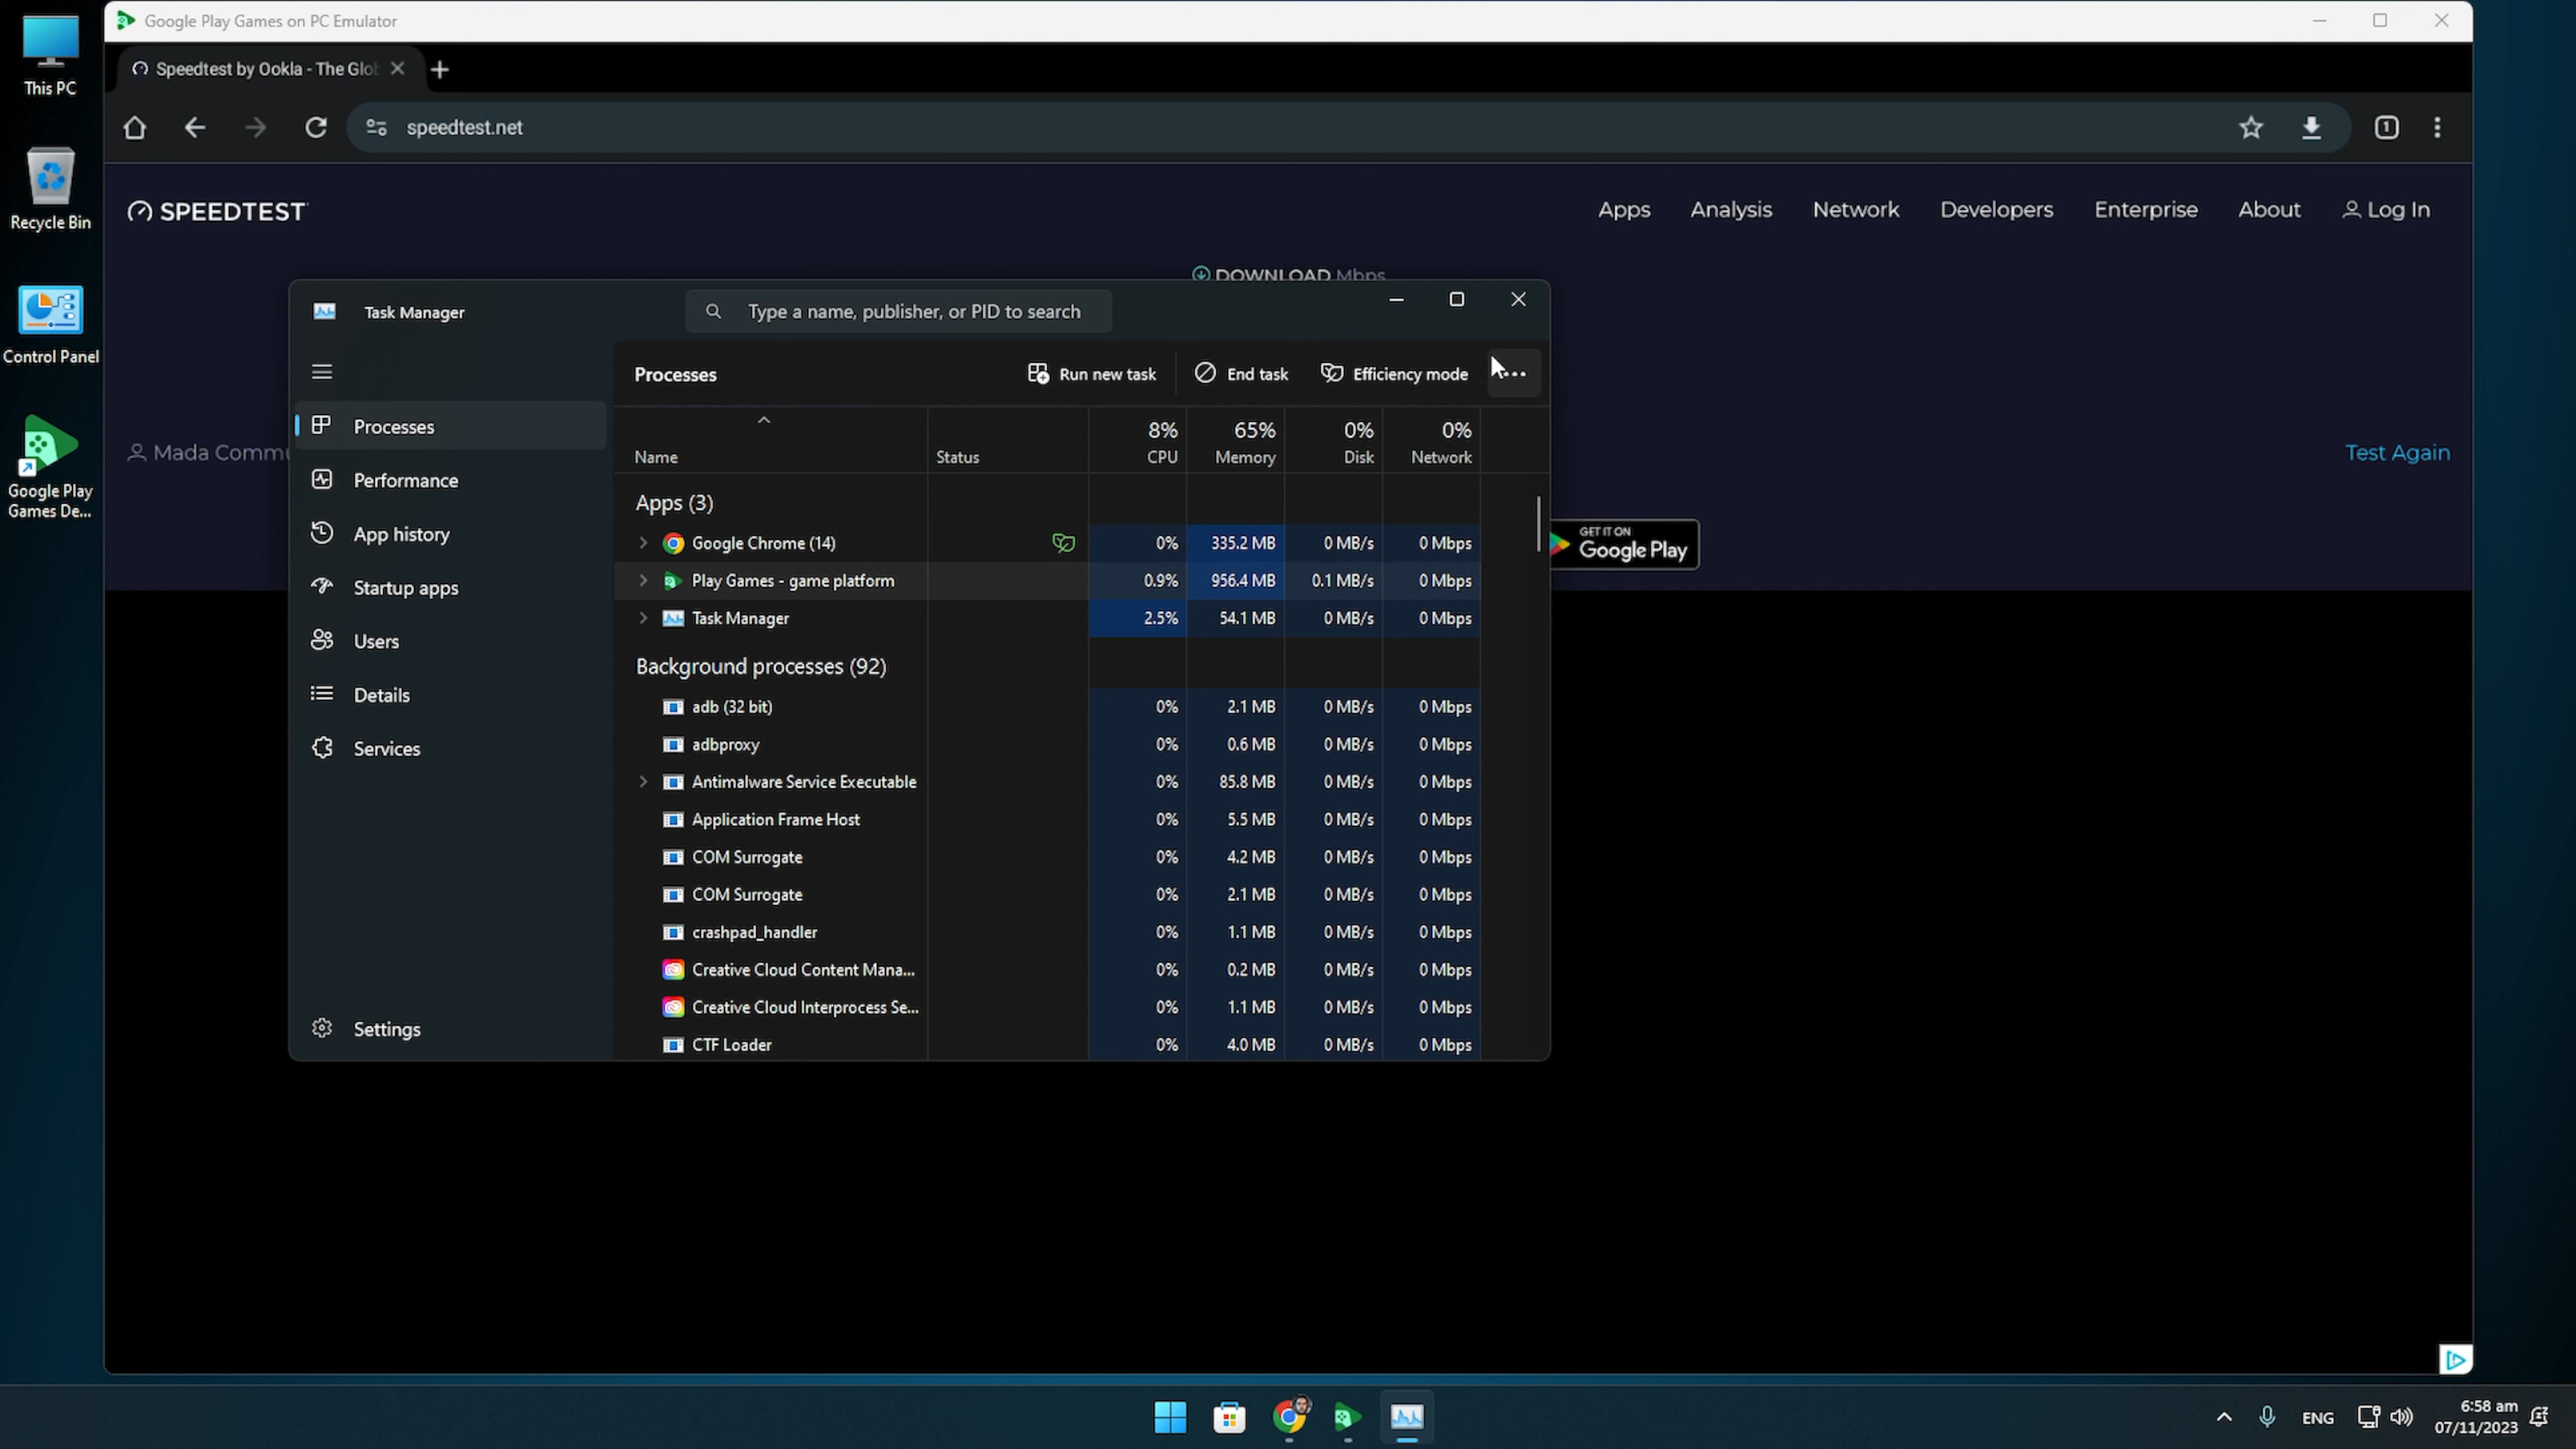 This PC
Recycle Bin
Control Panel
Google Play
Games De...
Google Play Games on PC Emulator
Speedtest by Ookla - The Glo
speedtest.net
1
SPEEDTEST
Apps
Analysis
Network
Developers
Enterprise
About
Log In
DOWNLOAD Mbps
Mada Commu
Test Again
GET IT ON
Google Play
Task Manager
Type a name, publisher, or PID to search
Processes
Performance
App history
Startup apps
Users
Details
Services
Settings
Processes
Run new task
End task
Efficiency mode
8% 65% 0% 0%
Name Status CPU Memory Disk Network
Apps (3)
Google Chrome (14) 0% 335.2 MB 0 MB/s 0 Mbps
Play Games - game platform 0.9% 956.4 MB 0.1 MB/s 0 Mbps
Task Manager 2.5% 54.1 MB 0 MB/s 0 Mbps
Background processes (92)
adb (32 bit) 0% 2.1 MB 0 MB/s 0 Mbps
adbproxy 0% 0.6 MB 0 MB/s 0 Mbps
Antimalware Service Executable 0% 85.8 MB 0 MB/s 0 Mbps
Application Frame Host 0% 5.5 MB 0 MB/s 0 Mbps
COM Surrogate 0% 4.2 MB 0 MB/s 0 Mbps
COM Surrogate 0% 2.1 MB 0 MB/s 0 Mbps
crashpad_handler 0% 1.1 MB 0 MB/s 0 Mbps
Creative Cloud Content Mana... 0% 0.2 MB 0 MB/s 0 Mbps
Creative Cloud Interprocess Se... 0% 1.1 MB 0 MB/s 0 Mbps
CTF Loader 0% 4.0 MB 0 MB/s 0 Mbps
ENG
6:58 am
07/11/2023